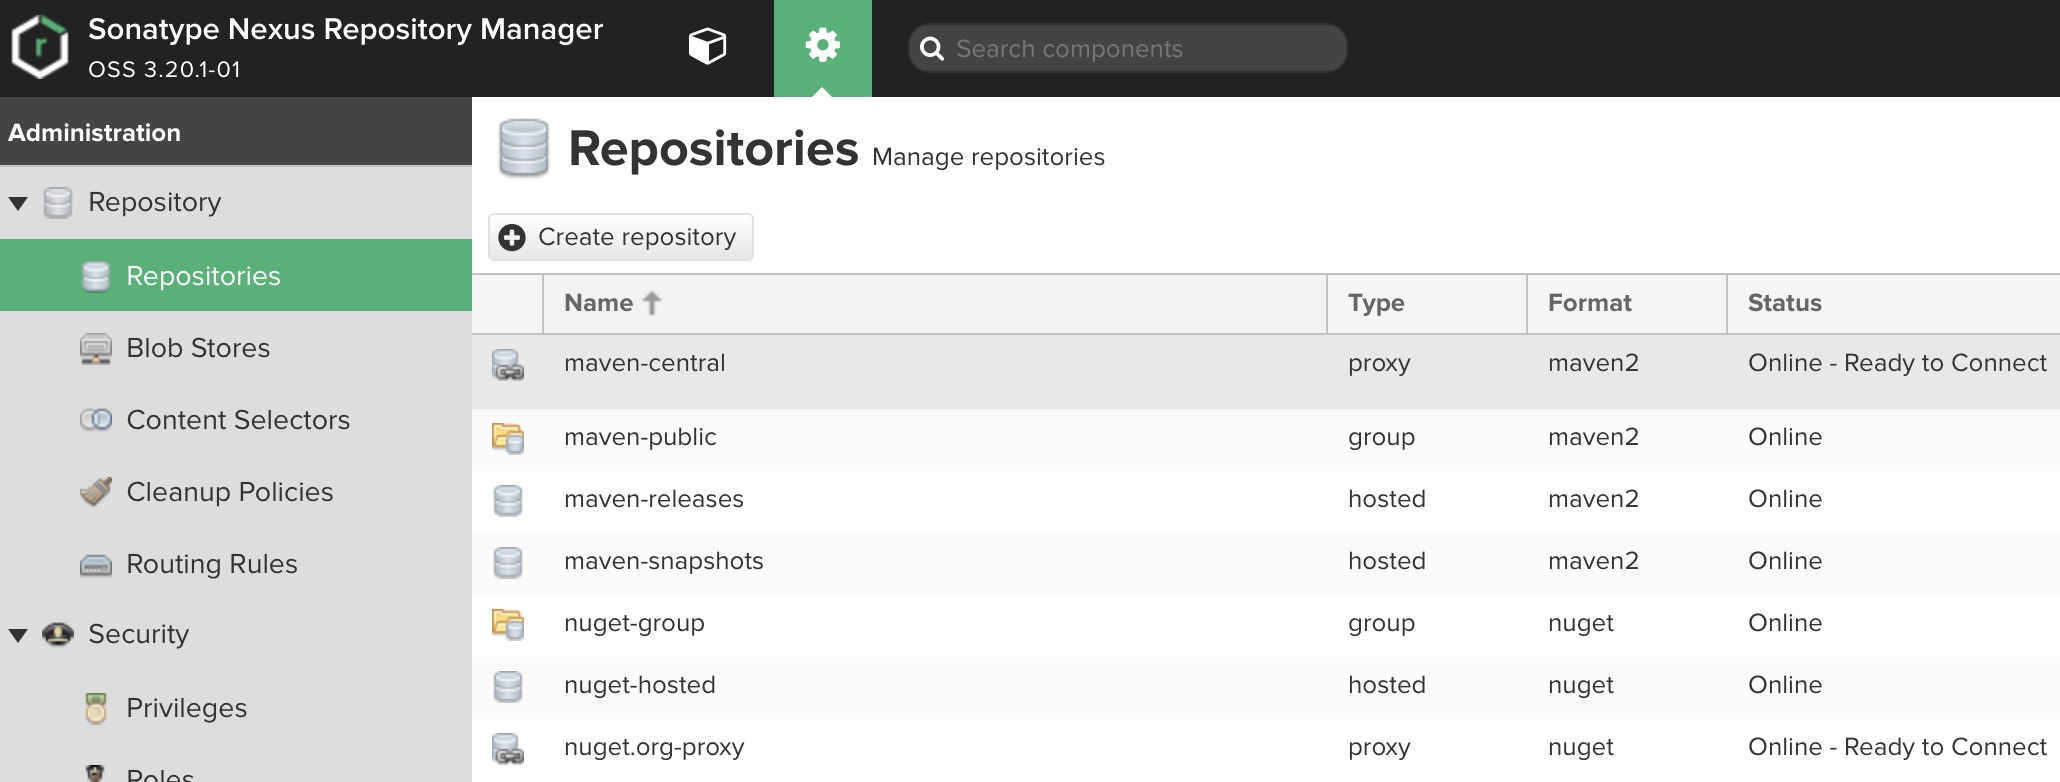 Sonatype Nexus Repository Manager
OSS 3.20.1-01
Search components
Administration
Repository
Repositories
Blob Stores
Content Selectors
Cleanup Policies
Routing Rules
Security
Privileges
Roles
Repositories Manage repositories
Create repository
Name Type Format Status
maven-central proxy maven2 Online - Ready to Connect
maven-public group maven2 Online
maven-releases hosted maven2 Online
maven-snapshots hosted maven2 Online
nuget-group group nuget Online
nuget-hosted hosted nuget Online
nuget.org-proxy proxy nuget Online - Ready to Connect